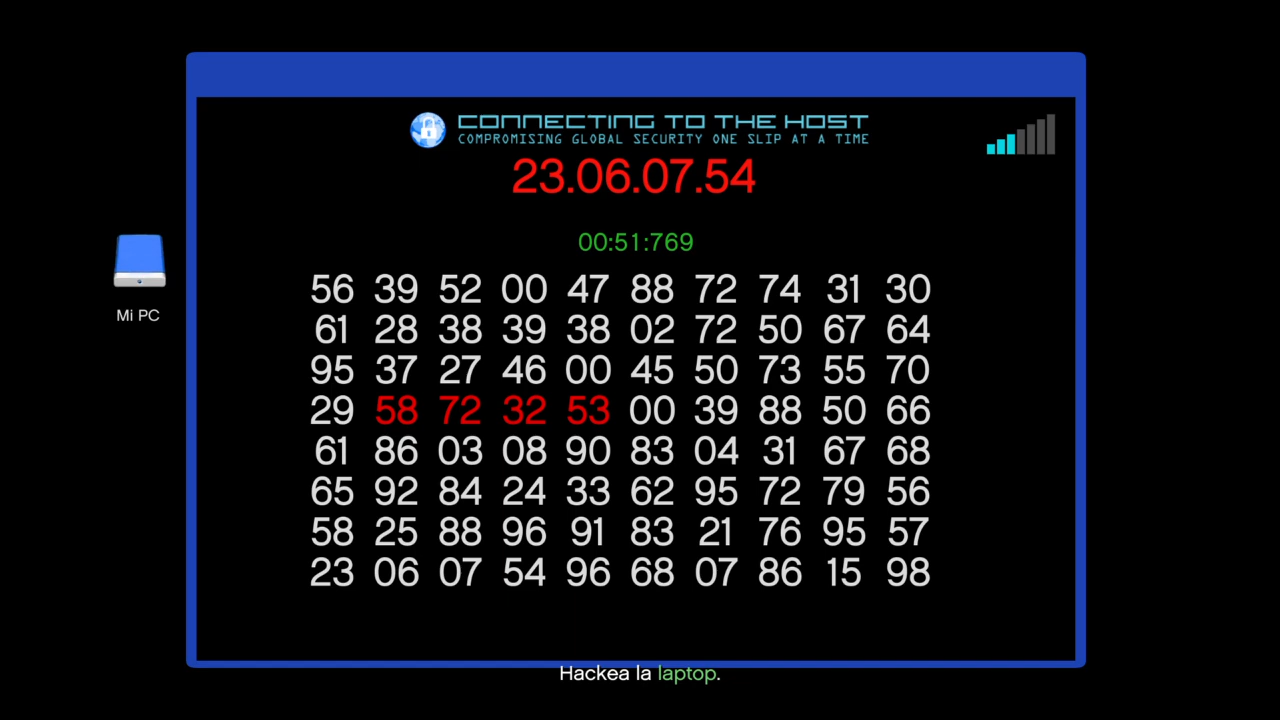 CONNECTING TO THE HOST
COMPROMISING GLOBAL SECURITY ONE SLIP AT A TIME
23.06.07.54
00:51:769
56 39 52 00 47 88 72 74 31 30
61 28 38 39 38 02 72 50 67 64
95 37 27 46 00 45 50 73 55 70
29 58 72 32 53 00 39 88 50 66
61 86 03 08 90 83 04 31 67 68
65 92 84 24 33 62 95 72 79 56
58 25 88 96 91 83 21 76 95 57
23 06 07 54 96 68 07 86 15 98
Mi PC
Hackea la laptop.